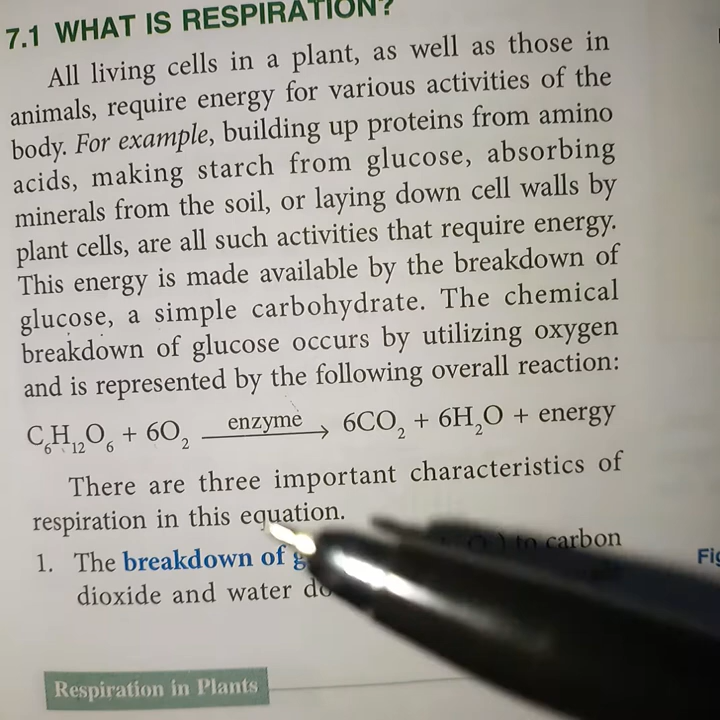 7.1 WHAT IS RESPIRATION?
All living cells in a plant, as well as those in
animals, require energy for various activities of the
body. For example, building up proteins from amino
acids, making starch from glucose, absorbing
minerals from the soil, or laying down cell walls by
plant cells, are all such activities that require energy.
This energy is made available by the breakdown of
glucose, a simple carbohydrate. The chemical
breakdown of glucose occurs by utilizing oxygen
and is represented by the following overall reaction:
C₆H₁₂O₆ + 6O₂ enzyme → 6CO₂ + 6H₂O + energy
There are three important characteristics of
respiration in this equation.
1. The breakdown of to carbon
dioxide and water
Respiration in Plants